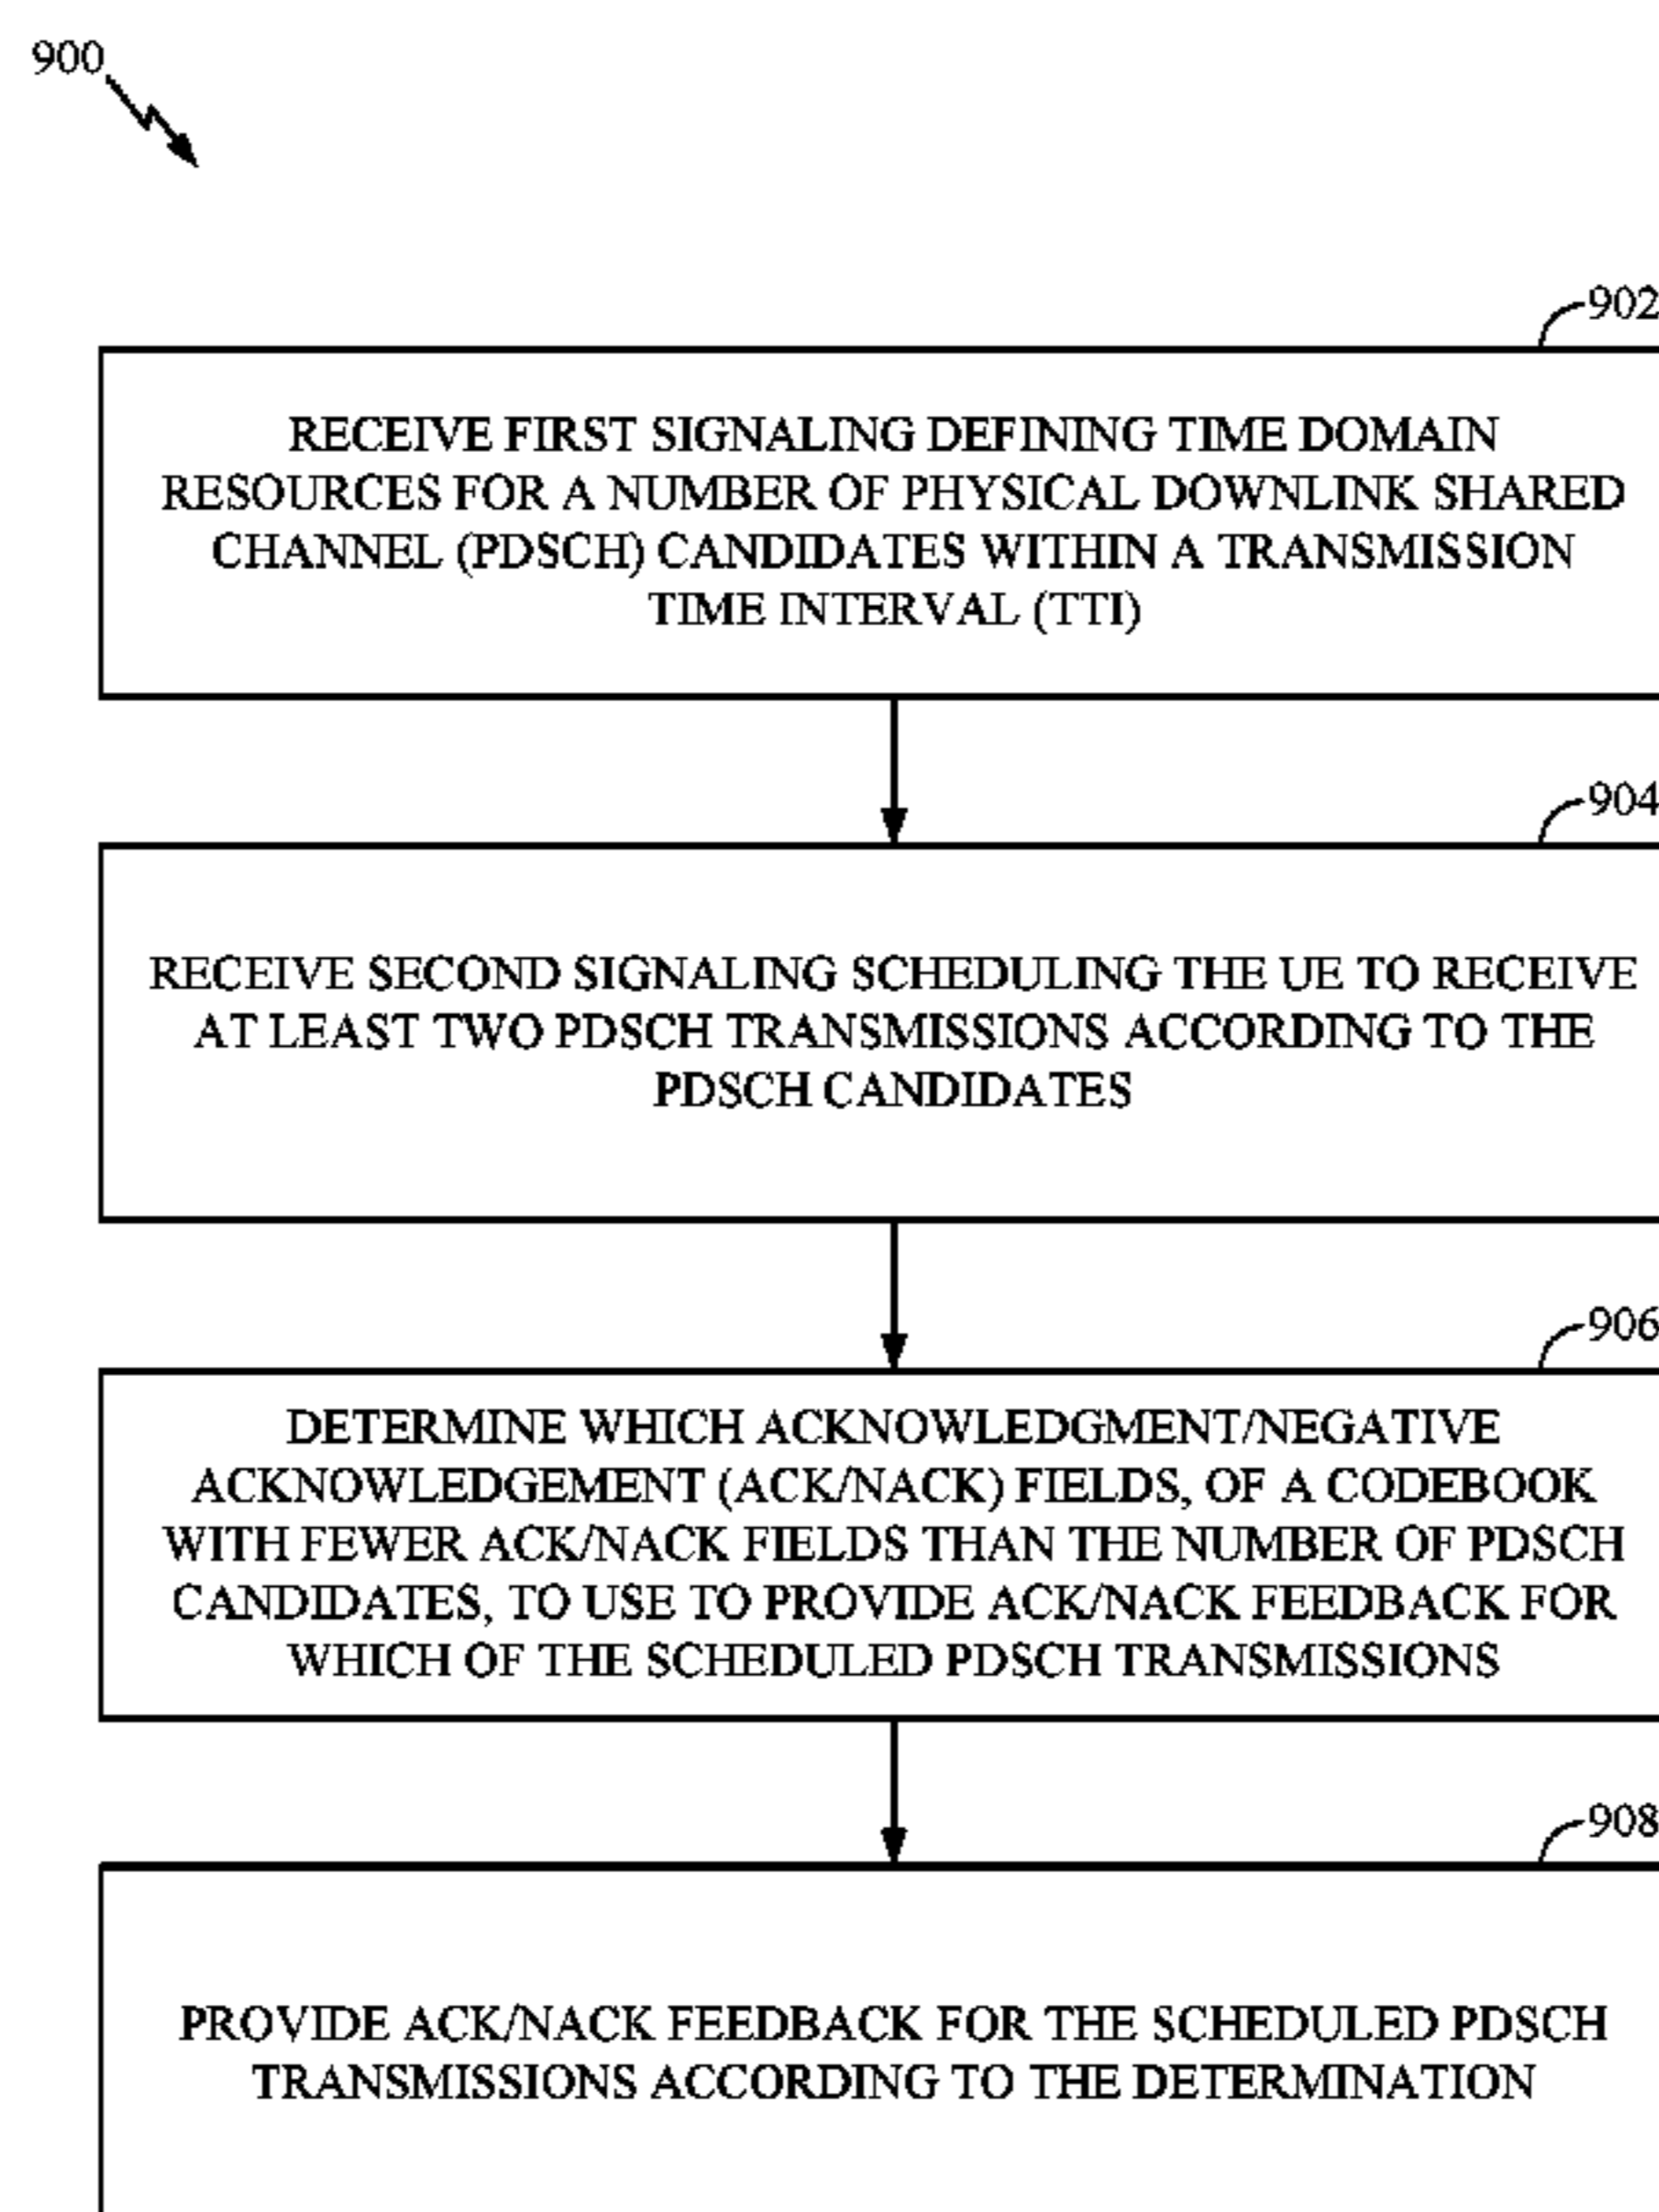 900
902
RECEIVE FIRST SIGNALING DEFINING TIME DOMAIN
RESOURCES FOR A NUMBER OF PHYSICAL DOWNLINK SHARED
CHANNEL (PDSCH) CANDIDATES WITHIN A TRANSMISSION
TIME INTERVAL (TTI)
904
RECEIVE SECOND SIGNALING SCHEDULING THE UE TO RECEIVE
AT LEAST TWO PDSCH TRANSMISSIONS ACCORDING TO THE
PDSCH CANDIDATES
906
DETERMINE WHICH ACKNOWLEDGMENT/NEGATIVE
ACKNOWLEDGEMENT (ACK/NACK) FIELDS, OF A CODEBOOK
WITH FEWER ACK/NACK FIELDS THAN THE NUMBER OF PDSCH
CANDIDATES, TO USE TO PROVIDE ACK/NACK FEEDBACK FOR
WHICH OF THE SCHEDULED PDSCH TRANSMISSIONS
908
PROVIDE ACK/NACK FEEDBACK FOR THE SCHEDULED PDSCH
TRANSMISSIONS ACCORDING TO THE DETERMINATION